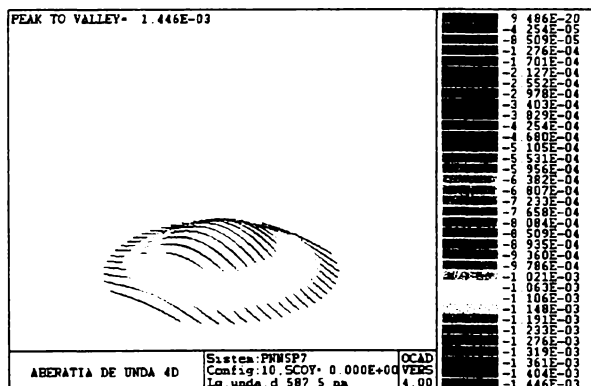 PEAK TO VALLEY= 1.446E-03
9 486E-20
-4 254E-05
-8 509E-05
-1 276E-04
-1 701E-04
-2 127E-04
-2 552E-04
-2 978E-04
-3 403E-04
-3 829E-04
-4 254E-04
-4 680E-04
-5 105E-04
-5 531E-04
-5 956E-04
-6 382E-04
-6 807E-04
-7 233E-04
-7 658E-04
-8 084E-04
-8 509E-04
-8 935E-04
-9 360E-04
-9 786E-04
-1 021E-03
-1 063E-03
-1 106E-03
-1 148E-03
-1 191E-03
-1 233E-03
-1 276E-03
-1 319E-03
-1 361E-03
-1 404E-03
-1 446E-03
ABERATIA DE UNDA 4D
Sistem:PNMSP7
Config:10.SCOY= 0.000E+00
Lg.unda.d 587.5 nm
OCAD
VERS
4.00